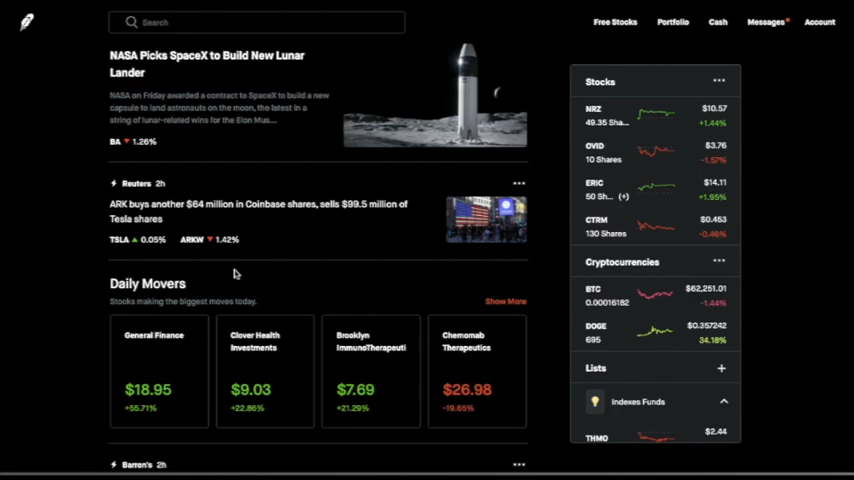 Search
Free Stocks
Portfolio
Cash
Messages
Account
NASA Picks SpaceX to Build New Lunar
Lander
NASA on Friday awarded a contract to SpaceX to build a new
capsule to land astronauts on the moon, the latest in a
string of lunar-related wins for the Elon Mus...
BA 1.26%
Reuters 2h
ARK buys another $64 million in Coinbase shares, sells $99.5 million of
Tesla shares
TSLA 0.05% ARKW 1.42%
Daily Movers
Stocks making the biggest moves today.
Show More
General Finance
$18.95
+55.71%
Clover Health
Investments
$9.03
+22.86%
Brooklyn
ImmunoTherapeuti
$7.69
+21.29%
Chemomab
Therapeutics
$26.98
-19.65%
Barron's 2h
Stocks
NRZ $10.57
49.35 Sha... +1.44%
OVID $3.76
10 Shares -1.57%
ERIC $14.11
50 Sh... (+) +1.95%
CTRM $0.453
130 Shares -0.46%
Cryptocurrencies
BTC $62,251.01
0.00016182 -1.44%
DOGE $0.357242
695 34.18%
Lists
Indexes Funds
THMO $2.44